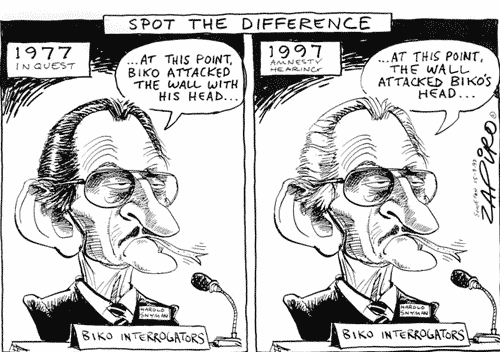 SPOT THE DIFFERENCE
1977
INQUEST
...AT THIS POINT,
BIKO ATTACKED
THE WALL WITH
HIS HEAD...
HAROLD
SNYMAN
BIKO INTERROGATORS
1997
AMNESTY
HEARING
...AT THIS POINT,
THE WALL
ATTACKED BIKO'S
HEAD...
ZAPIRO
HAROLD
SNYMAN
BIKO INTERROGATORS